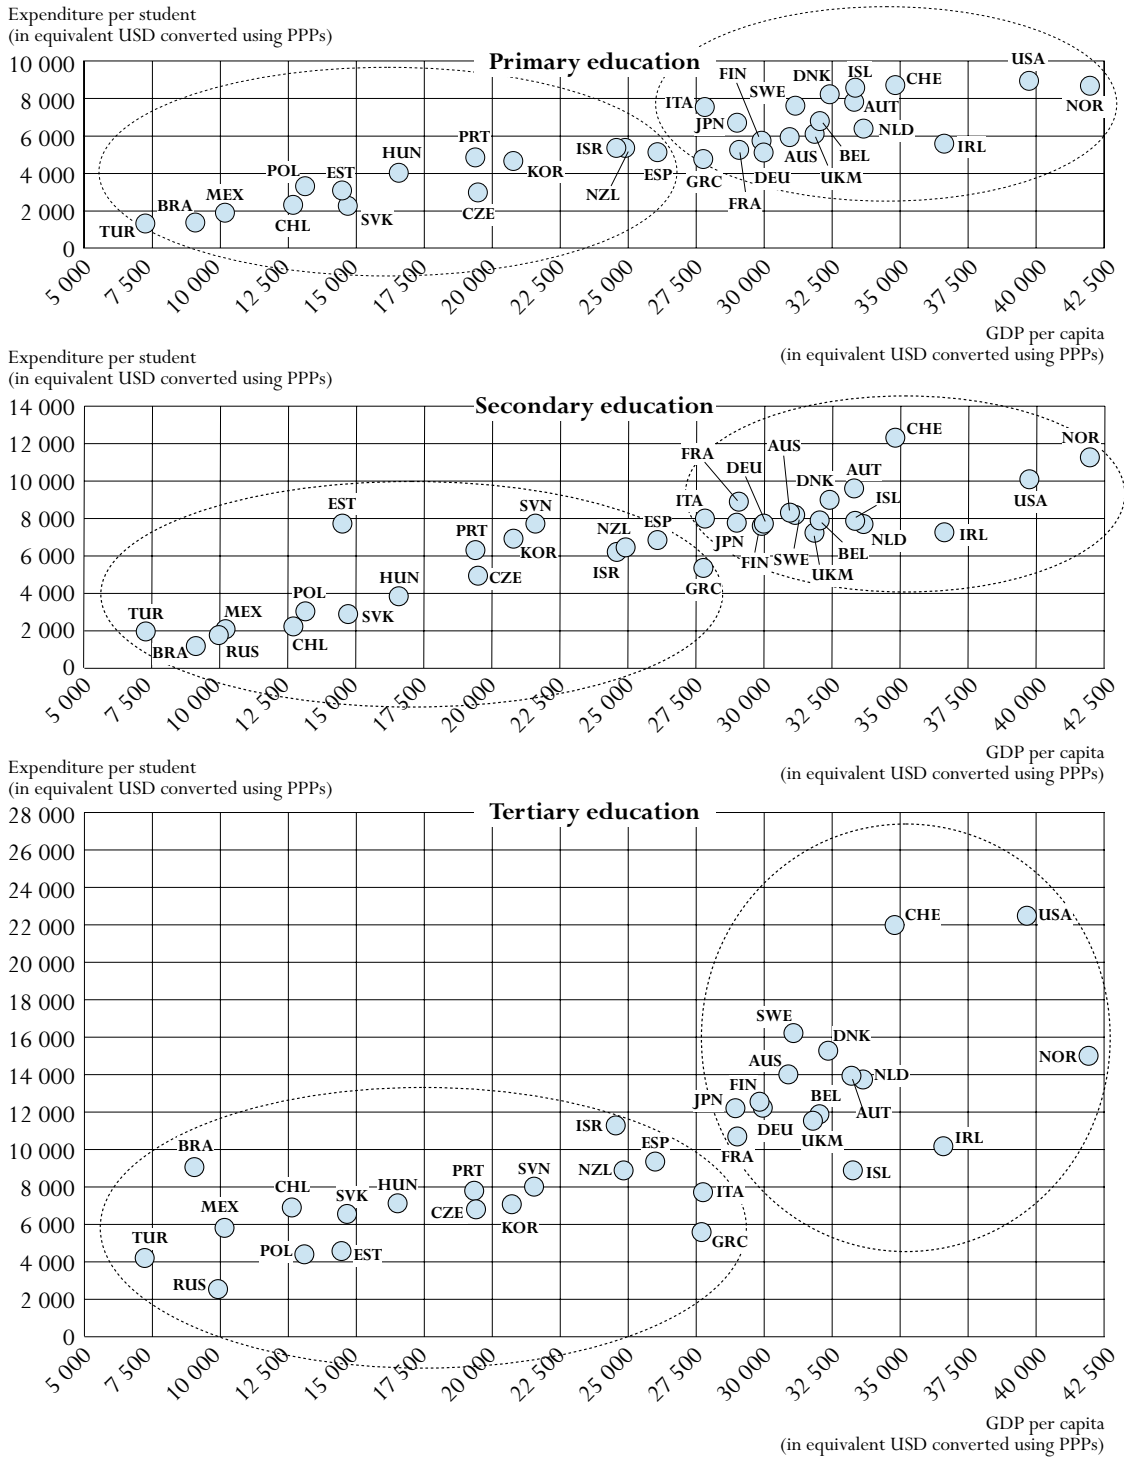 Expenditure per student
(in equivalent USD converted using PPPs)
Primary education
10 000
8 000
6 000
4 000
2 000
0
TUR
BRA
MEX
POL
CHL
EST
SVK
HUN
PRT
CZE
KOR
ISR
NZL
ESP
ITA
GRC
JPN
FRA
FIN
DEU
SWE
AUS
DNK
UKM
BEL
ISL
AUT
NLD
CHE
IRL
USA
NOR
5 000
7 500
10 000
12 500
15 000
17 500
20 000
22 500
25 000
27 500
30 000
32 500
35 000
37 500
40 000
42 500
GDP per capita
(in equivalent USD converted using PPPs)
Expenditure per student
(in equivalent USD converted using PPPs)
Secondary education
14 000
12 000
10 000
8 000
6 000
4 000
2 000
0
TUR
BRA
MEX
RUS
POL
CHL
EST
SVK
HUN
PRT
CZE
KOR
SVN
NZL
ISR
ESP
ITA
GRC
FRA
JPN
DEU
FIN
AUS
SWE
DNK
UKM
BEL
AUT
ISL
NLD
CHE
IRL
USA
NOR
5 000
7 500
10 000
12 500
15 000
17 500
20 000
22 500
25 000
27 500
30 000
32 500
35 000
37 500
40 000
42 500
GDP per capita
(in equivalent USD converted using PPPs)
Expenditure per student
(in equivalent USD converted using PPPs)
Tertiary education
28 000
26 000
24 000
22 000
20 000
18 000
16 000
14 000
12 000
10 000
8 000
6 000
4 000
2 000
0
TUR
BRA
MEX
RUS
CHL
POL
SVK
EST
HUN
PRT
CZE
SVN
KOR
ISR
NZL
ESP
ITA
GRC
JPN
FRA
FIN
DEU
AUS
SWE
DNK
BEL
UKM
NLD
AUT
ISL
CHE
IRL
USA
NOR
5 000
7 500
10 000
12 500
15 000
17 500
20 000
22 500
25 000
27 500
30 000
32 500
35 000
37 500
40 000
42 500
GDP per capita
(in equivalent USD converted using PPPs)